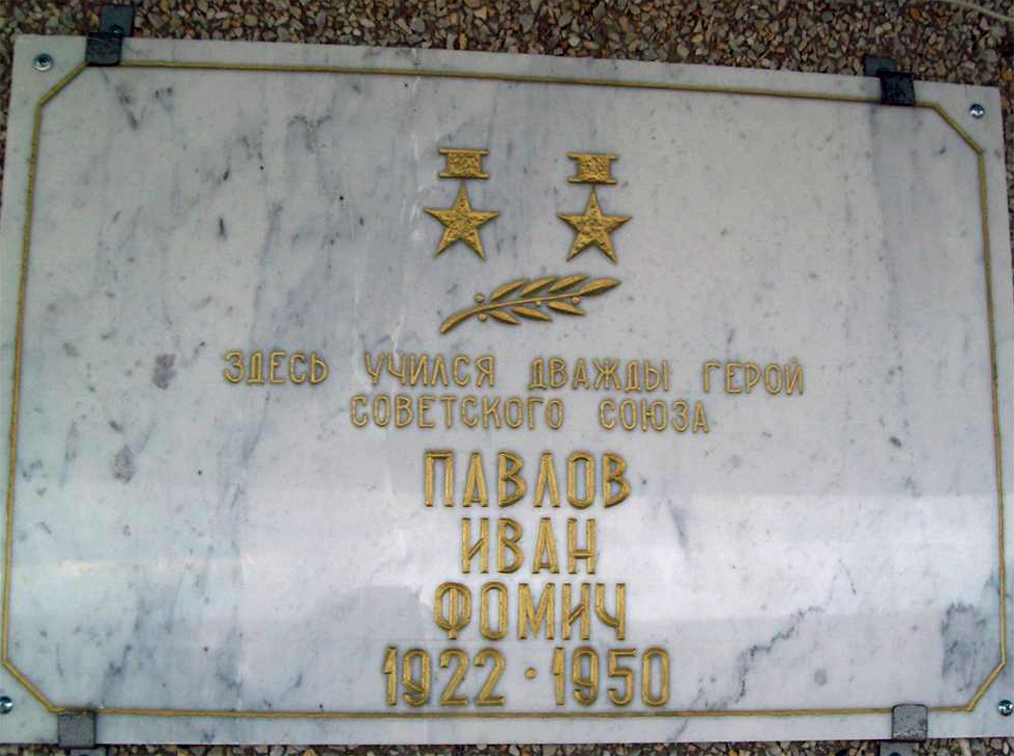 ЗДЕСЬ УЧИЛСЯ ДВАЖДЫ ГЕРОЙ
СОВЕТСКОГО СОЮЗА
ПАВЛОВ
ИВАН
ФОМИЧ
1922 · 1950